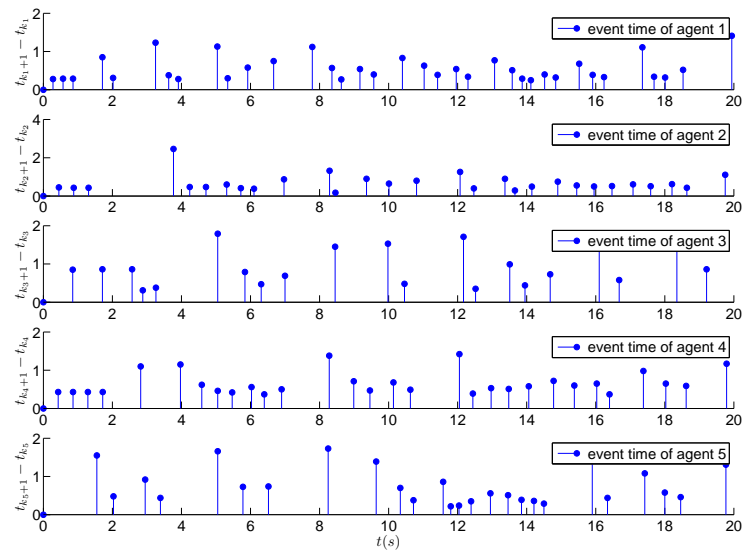 2
1
0
0 2 4 6 8 10 12 14 16 18 20
t_{k_1+1} − t_{k_1}
event time of agent 1
4
2
0
0 2 4 6 8 10 12 14 16 18 20
t_{k_2+1} − t_{k_2}
event time of agent 2
2
1
0
0 2 4 6 8 10 12 14 16 18 20
t_{k_3+1} − t_{k_3}
event time of agent 3
2
1
0
0 2 4 6 8 10 12 14 16 18 20
t_{k_4+1} − t_{k_4}
event time of agent 4
2
1
0
0 2 4 6 8 10 12 14 16 18 20
t_{k_5+1} − t_{k_5}
event time of agent 5
t(s)